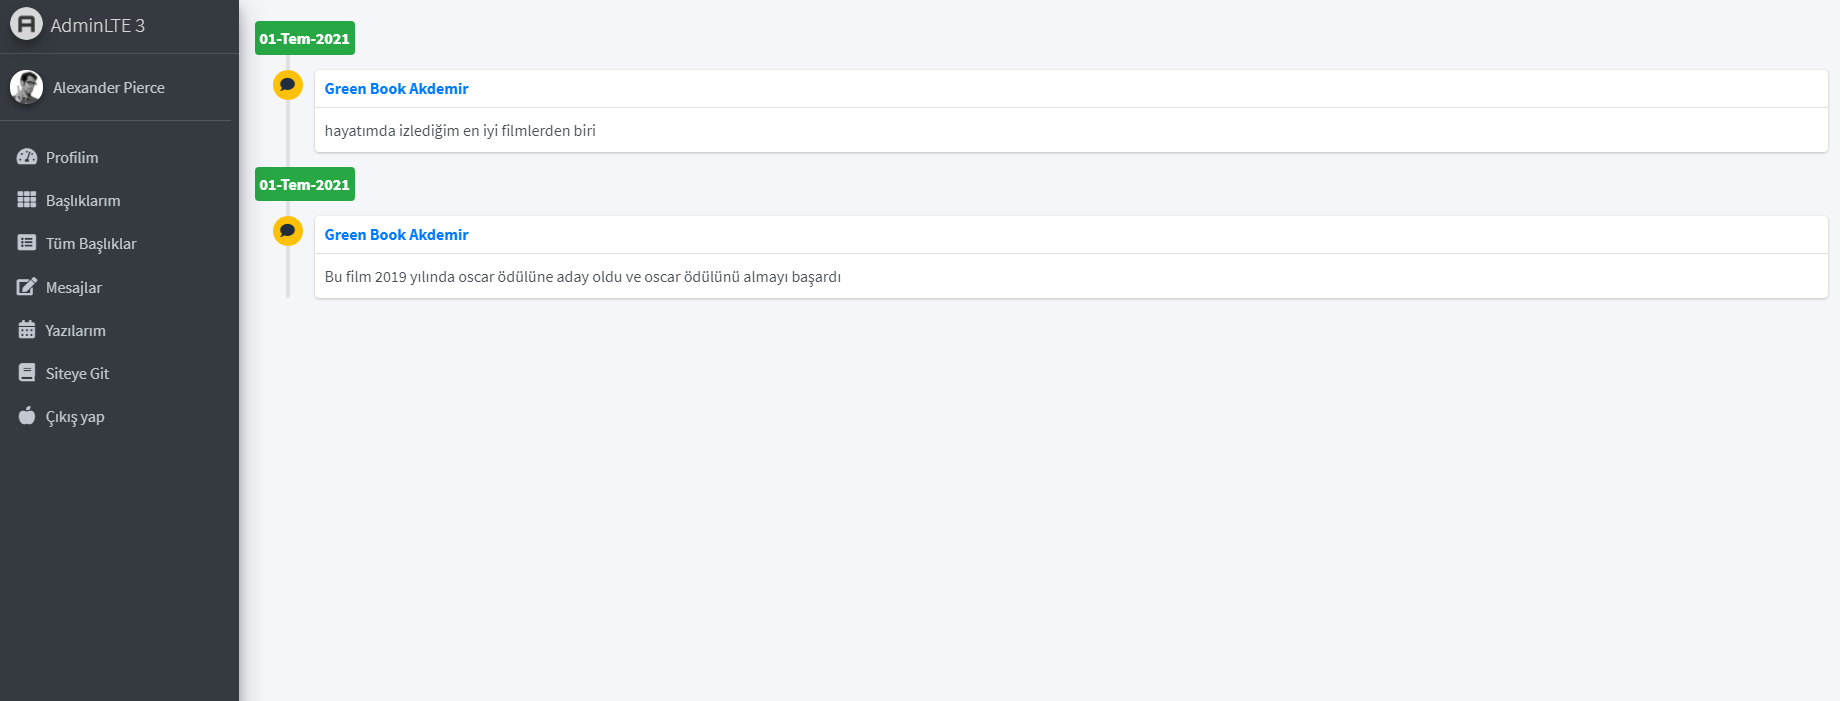 AdminLTE 3
Alexander Pierce
Profilim
Başlıklarım
Tüm Başlıklar
Mesajlar
Yazılarım
Siteye Git
Çıkış yap
01-Tem-2021
Green Book Akdemir
hayatımda izlediğim en iyi filmlerden biri
01-Tem-2021
Green Book Akdemir
Bu film 2019 yılında oscar ödülüne aday oldu ve oscar ödülünü almayı başardı